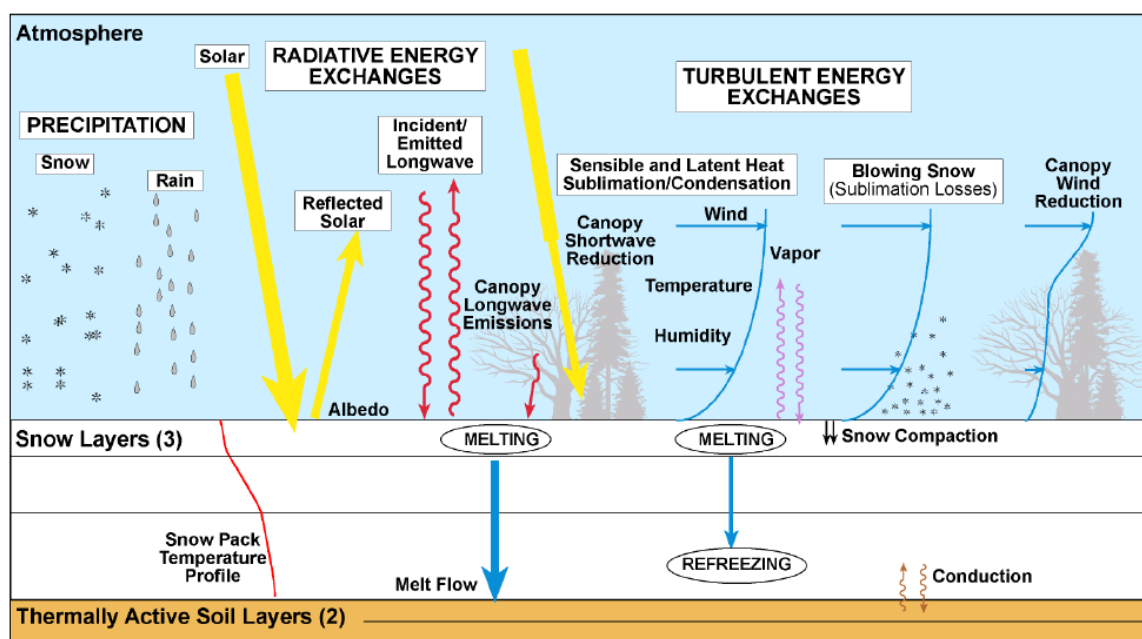 Atmosphere
Solar
RADIATIVE ENERGY
EXCHANGES
TURBULENT ENERGY
EXCHANGES
PRECIPITATION
Snow
Rain
Incident/
Emitted
Longwave
Reflected
Solar
Sensible and Latent Heat
Sublimation/Condensation
Blowing Snow
(Sublimation Losses)
Canopy
Wind
Reduction
Canopy
Shortwave
Reduction
Wind
Vapor
Temperature
Humidity
Canopy
Longwave
Emissions
Albedo
Snow Layers (3)
MELTING
MELTING
Snow Compaction
Snow Pack
Temperature
Profile
Melt Flow
REFREEZING
Conduction
Thermally Active Soil Layers (2)